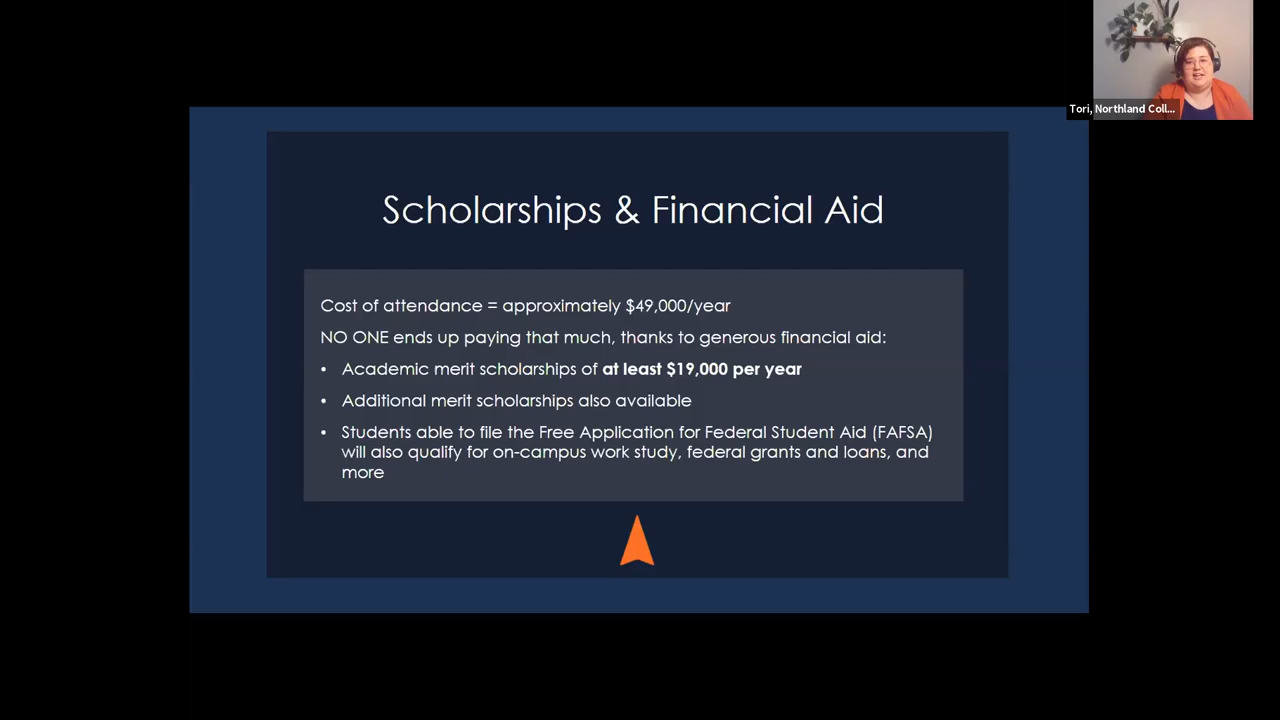 Tori, Northland Coll...
Scholarships & Financial Aid
Cost of attendance = approximately $49,000/year
NO ONE ends up paying that much, thanks to generous financial aid:
• Academic merit scholarships of at least $19,000 per year
• Additional merit scholarships also available
• Students able to file the Free Application for Federal Student Aid (FAFSA)
will also qualify for on-campus work study, federal grants and loans, and
more